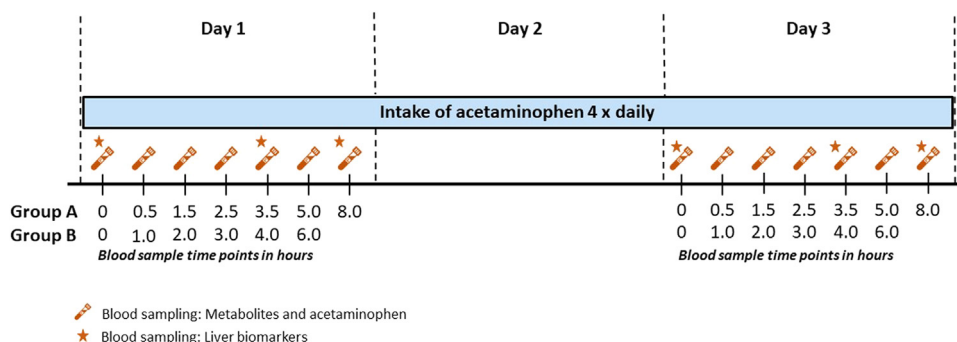 Day 1 Day 2 Day 3
Intake of acetaminophen 4 x daily
Group A 0 0.5 1.5 2.5 3.5 5.0 8.0 0 0.5 1.5 2.5 3.5 5.0 8.0
Group B 0 1.0 2.0 3.0 4.0 6.0 0 1.0 2.0 3.0 4.0 6.0
Blood sample time points in hours Blood sample time points in hours
Blood sampling: Metabolites and acetaminophen
Blood sampling: Liver biomarkers